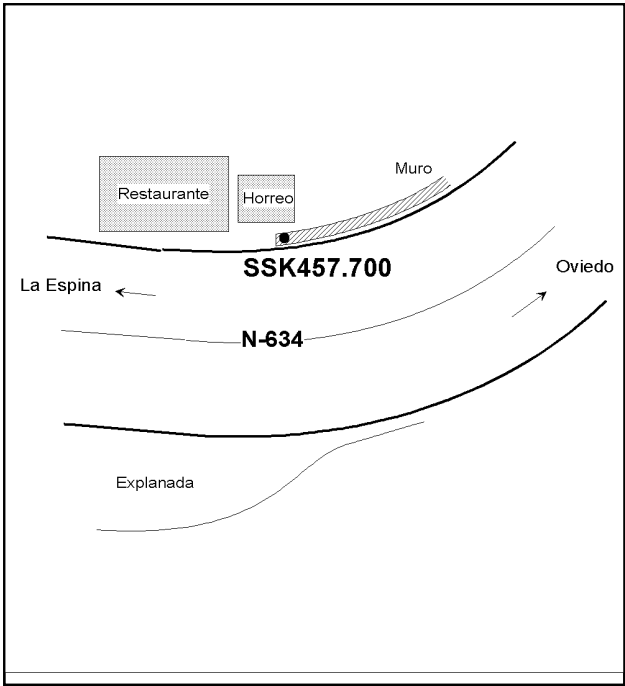 Muro
Restaurante
Horreo
SSK457.700
Oviedo
La Espina
N-634
Explanada